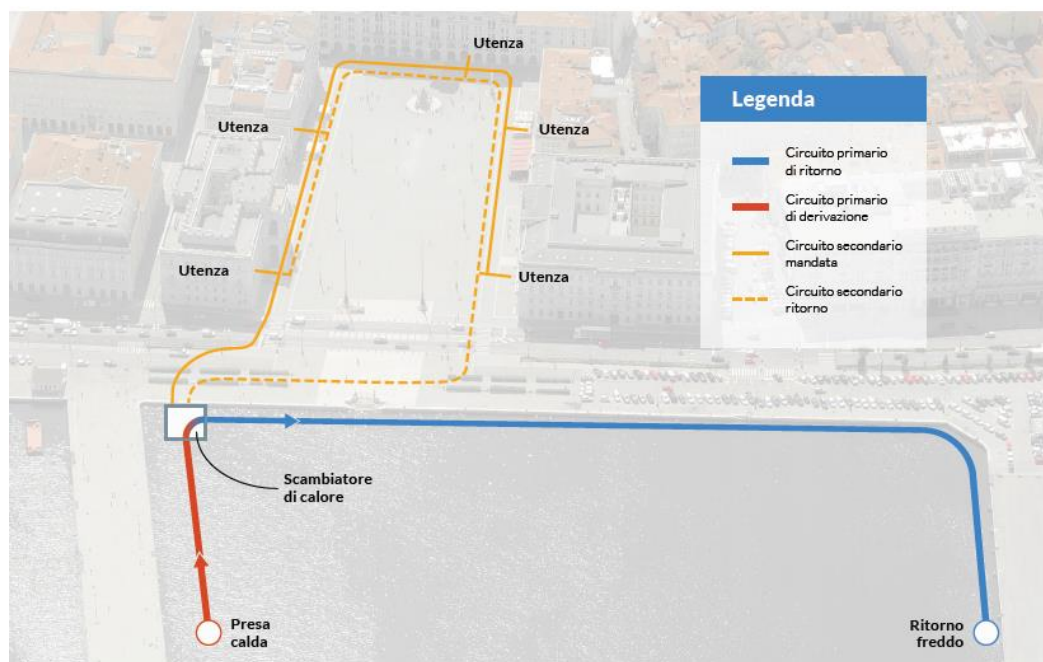 Utenza
Utenza
Utenza
Utenza
Utenza
Legenda
Circuito primario
di ritorno
Circuito primario
di derivazione
Circuito secondario
mandata
Circuito secondario
ritorno
Scambiatore
di calore
Presa
calda
Ritorno
freddo